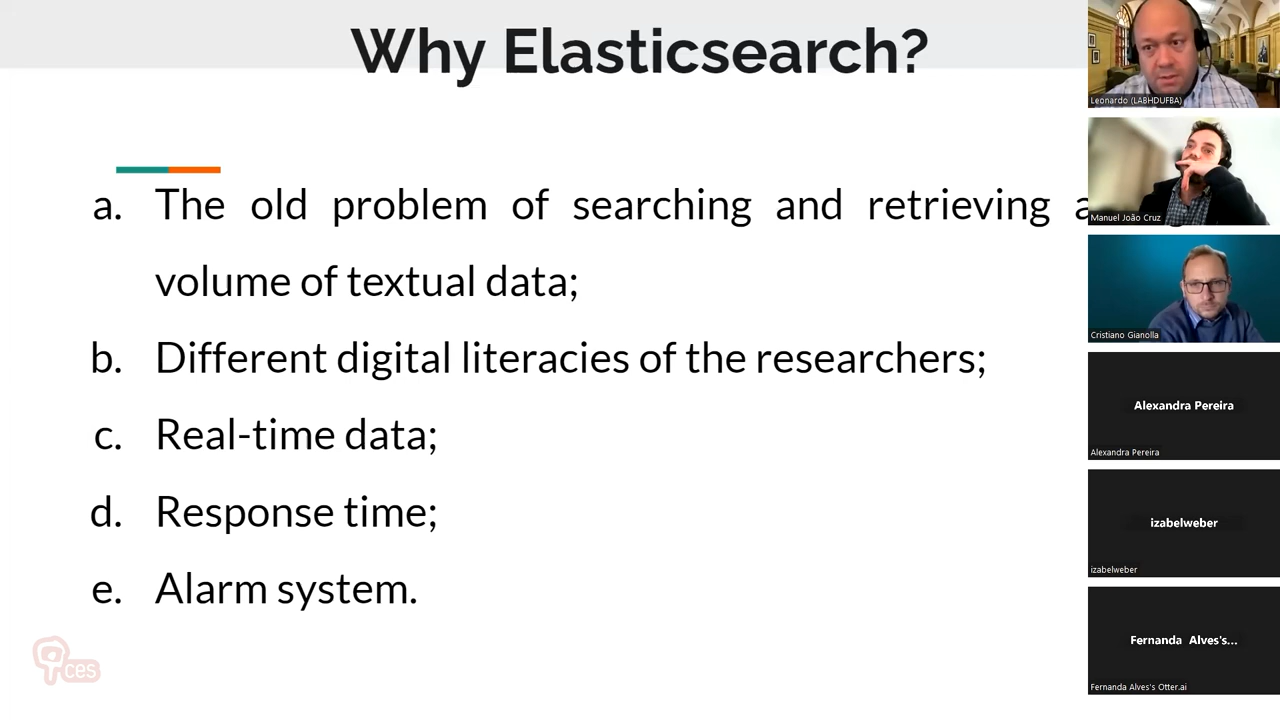 Why Elasticsearch?
a. The old problem of searching and retrieving
volume of textual data;
b. Different digital literacies of the researchers;
c. Real-time data;
d. Response time;
e. Alarm system.
ces
Leonardo (LABHDUFBA)
Manuel João Cruz
Cristiano Gianolla
Alexandra Pereira
Alexandra Pereira
izabelweber
izabelweber
Fernanda Alves's...
Fernanda Alves's Otter.ai